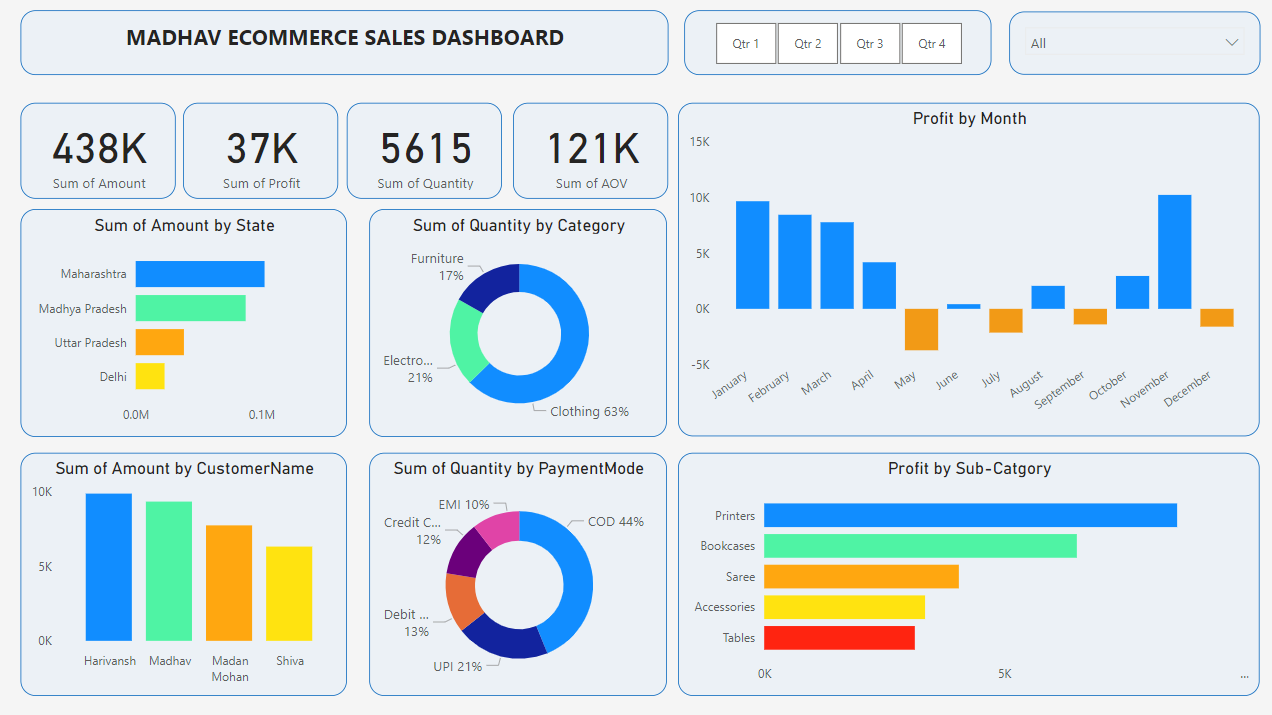 MADHAV ECOMMERCE SALES DASHBOARD
Qtr 1
Qtr 2
Qtr 3
Qtr 4
All
438K
Sum of Amount
37K
Sum of Profit
5615
Sum of Quantity
121K
Sum of AOV
Profit by Month
15K
10K
5K
0K
-5K
January
February
March
April
May
June
July
August
September
October
November
December
Sum of Amount by State
Maharashtra
Madhya Pradesh
Uttar Pradesh
Delhi
0.0M
0.1M
Sum of Quantity by Category
Furniture
17%
Electro...
21%
Clothing 63%
Sum of Amount by CustomerName
10K
5K
0K
Harivansh
Madhav
Madan
Mohan
Shiva
Sum of Quantity by PaymentMode
EMI 10%
COD 44%
Credit C...
12%
Debit ...
13%
UPI 21%
Profit by Sub-Catgory
Printers
Bookcases
Saree
Accessories
Tables
0K
5K
...